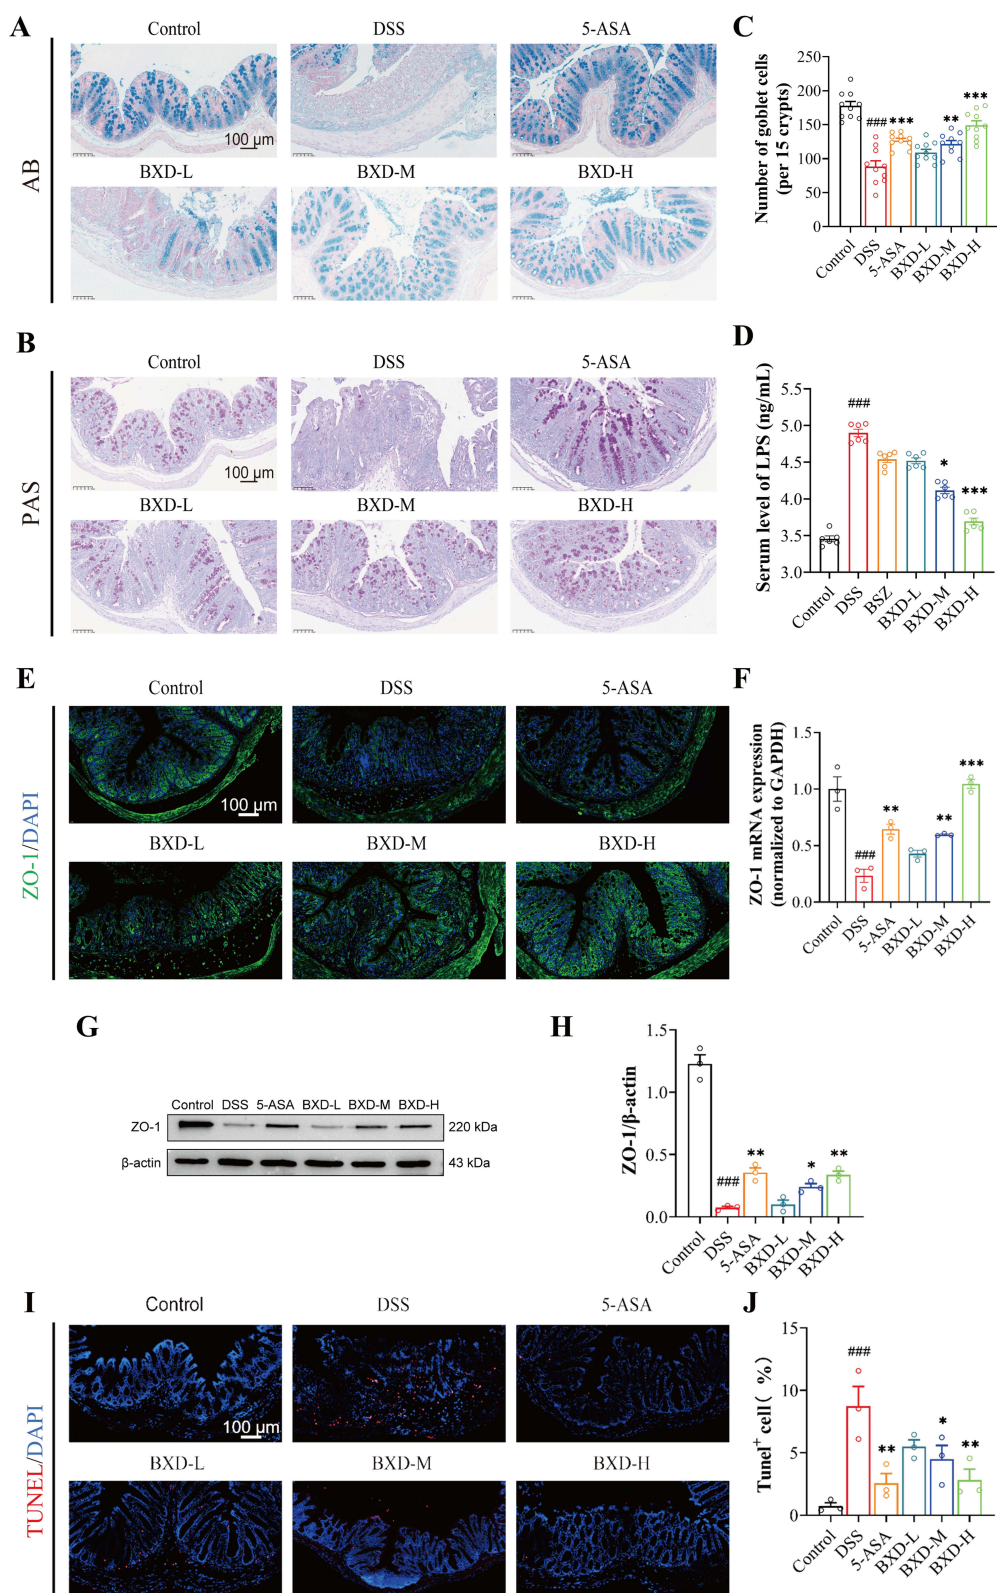 A
AB
Control
DSS
5-ASA
100 µm
BXD-L
BXD-M
BXD-H
C
Number of goblet cells
(per 15 crypts)
250
200
150
100
50
0
###
***
**
***
Control
DSS
5-ASA
BXD-L
BXD-M
BXD-H
B
PAS
Control
DSS
5-ASA
100 µm
BXD-L
BXD-M
BXD-H
D
Serum level of LPS (ng/mL)
5.5
5.0
4.5
4.0
3.5
3.0
###
*
***
Control
DSS
BSZ
BXD-L
BXD-M
BXD-H
E
ZO-1/DAPI
Control
DSS
5-ASA
100 µm
BXD-L
BXD-M
BXD-H
F
ZO-1 mRNA expression
(normalized to GAPDH)
1.5
1.0
0.5
0.0
###
**
**
***
Control
DSS
5-ASA
BXD-L
BXD-M
BXD-H
G
Control DSS 5-ASA BXD-L BXD-M BXD-H
ZO-1 220 kDa
β-actin 43 kDa
H
ZO-1/β-actin
1.5
1.0
0.5
0.0
###
**
*
**
Control
DSS
5-ASA
BXD-L
BXD-M
BXD-H
I
TUNEL/DAPI
Control
DSS
5-ASA
100 µm
BXD-L
BXD-M
BXD-H
J
Tunel+ cell( %)
15
10
5
0
###
**
*
**
Control
DSS
5-ASA
BXD-L
BXD-M
BXD-H